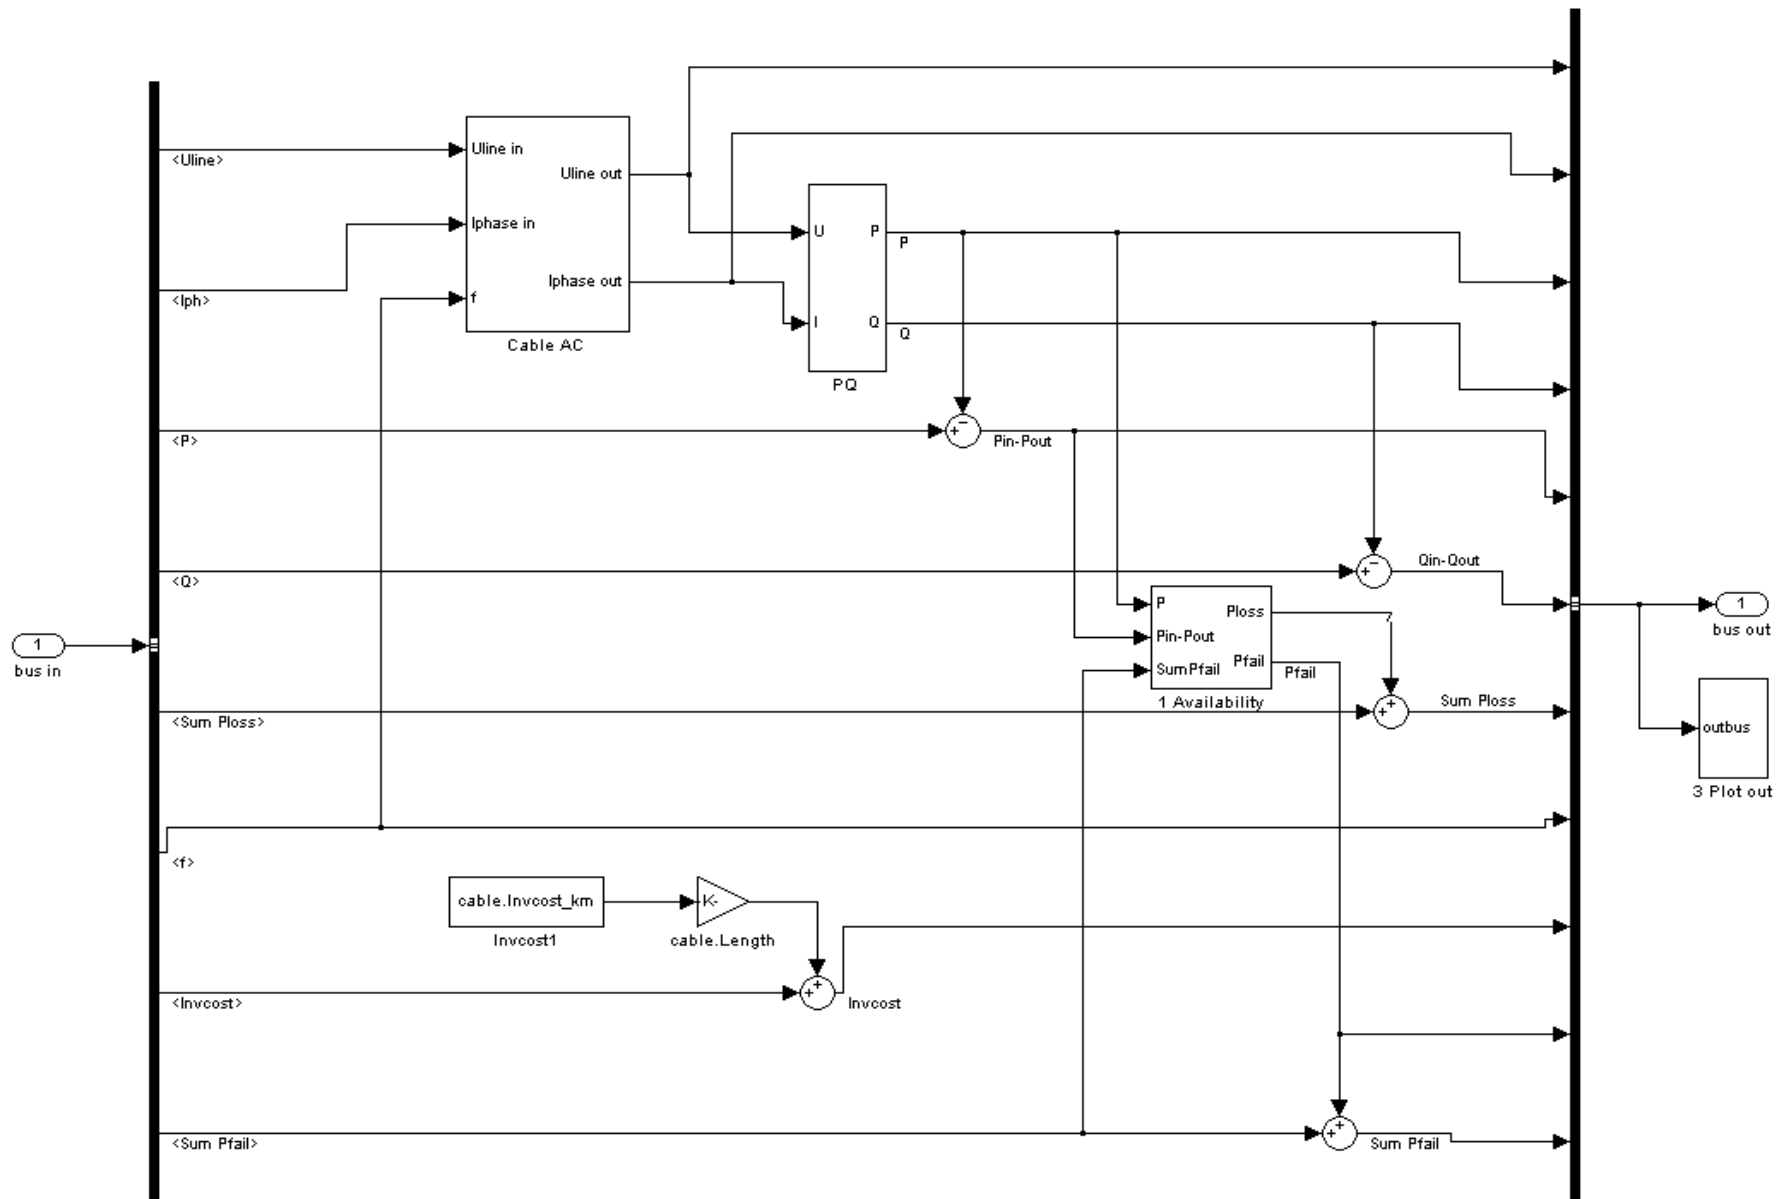 <Uline>
Uline in
Uline out
Iphase in
Iphase out
<Iph>
f
Cable AC
U
P
P
I
Q
Q
PQ
<P>
+
−
Pin-Pout
<Q>
+
−
Qin-Qout
P
Ploss
Pin-Pout
SumPfail
Pfail
Pfail
1 Availability
1
bus in
1
bus out
<Sum Ploss>
+
+
Sum Ploss
outbus
3 Plot out
<f>
cable.Invcost_km
-K-
Invcost1
cable.Length
<Invcost>
+
+
Invcost
<Sum Pfail>
+
+
Sum Pfail